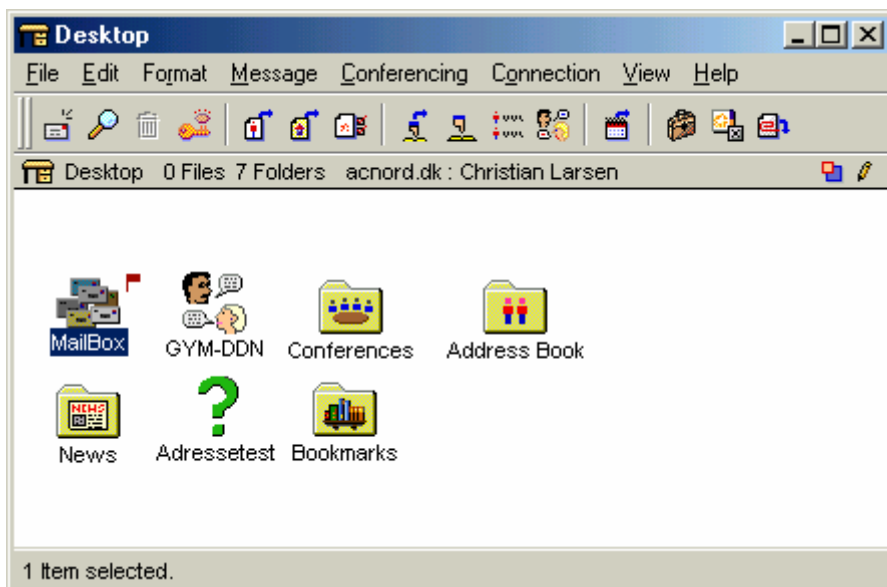 Desktop
File Edit Format Message Conferencing Connection View Help
Desktop 0 Files 7 Folders acnord.dk : Christian Larsen
MailBox GYM-DDN Conferences Address Book
NEWS
News Adressetest Bookmarks
1 Item selected.